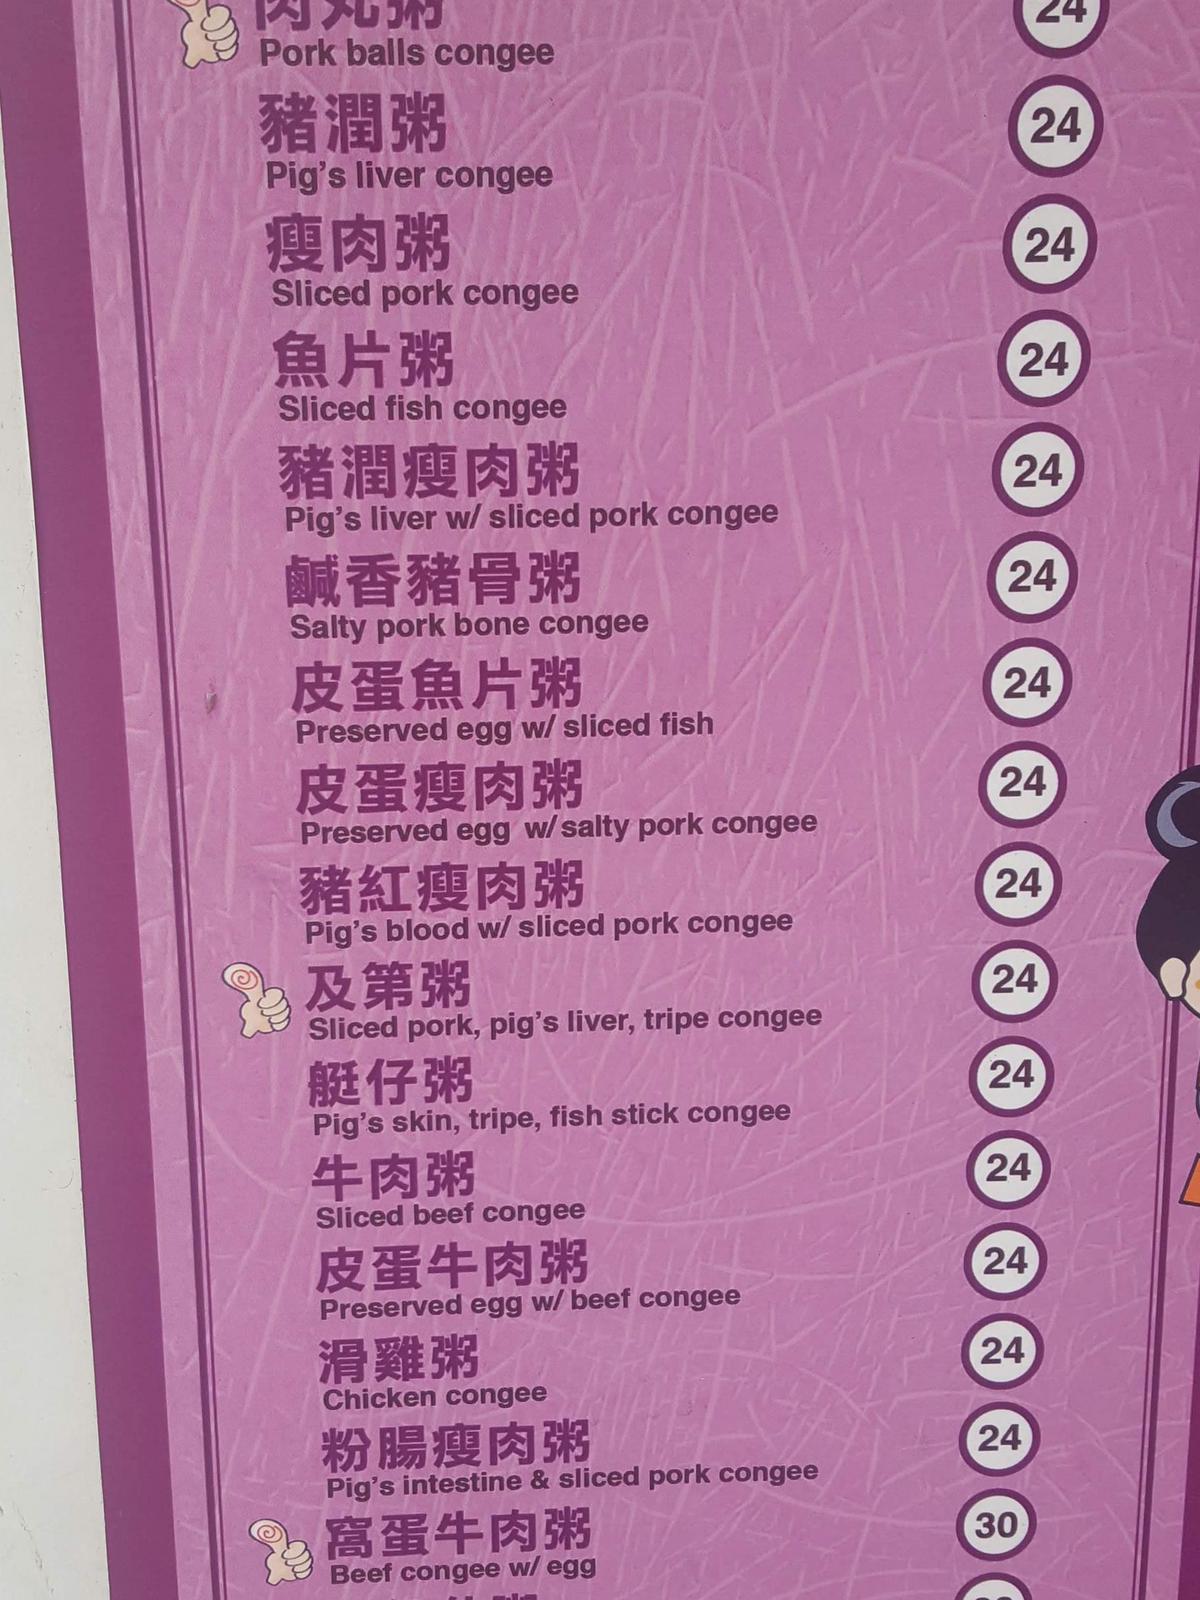 肉丸粥
24
Pork balls congee
豬潤粥
24
Pig's liver congee
瘦肉粥
24
Sliced pork congee
魚片粥
24
Sliced fish congee
豬潤瘦肉粥
24
Pig's liver w/ sliced pork congee
鹹香豬骨粥
24
Salty pork bone congee
皮蛋魚片粥
24
Preserved egg w/ sliced fish
皮蛋瘦肉粥
24
Preserved egg w/ salty pork congee
豬紅瘦肉粥
24
Pig's blood w/ sliced pork congee
及第粥
24
Sliced pork, pig's liver, tripe congee
艇仔粥
24
Pig's skin, tripe, fish stick congee
牛肉粥
24
Sliced beef congee
皮蛋牛肉粥
24
Preserved egg w/ beef congee
滑雞粥
24
Chicken congee
粉腸瘦肉粥
24
Pig's intestine & sliced pork congee
窩蛋牛肉粥
30
Beef congee w/ egg